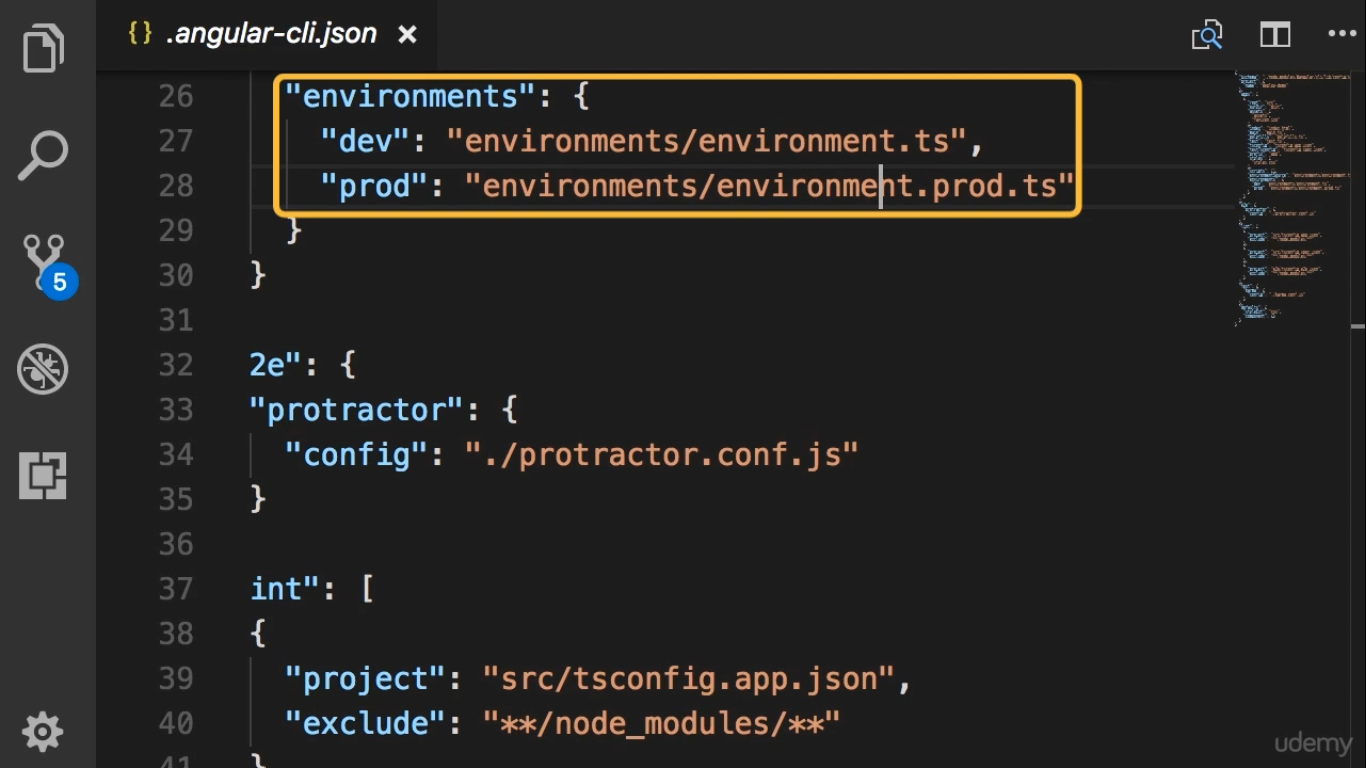 {} .angular-cli.json ×
26 "environments": {
27 "dev": "environments/environment.ts",
28 "prod": "environments/environment.prod.ts"
29 }
30 }
31
32 2e": {
33 "protractor": {
34 "config": "./protractor.conf.js"
35 }
36
37 int": [
38 {
39 "project": "src/tsconfig.app.json",
40 "exclude": "**/node_modules/**"
41 }
5
udemy